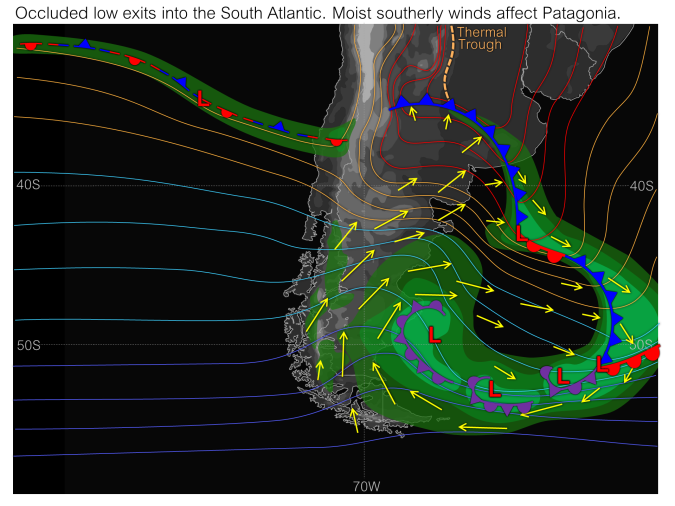 Occluded low exits into the South Atlantic. Moist southerly winds affect Patagonia.
Thermal
Trough
L
40S
40S
L
L
50S
50S
L
L
L
70W